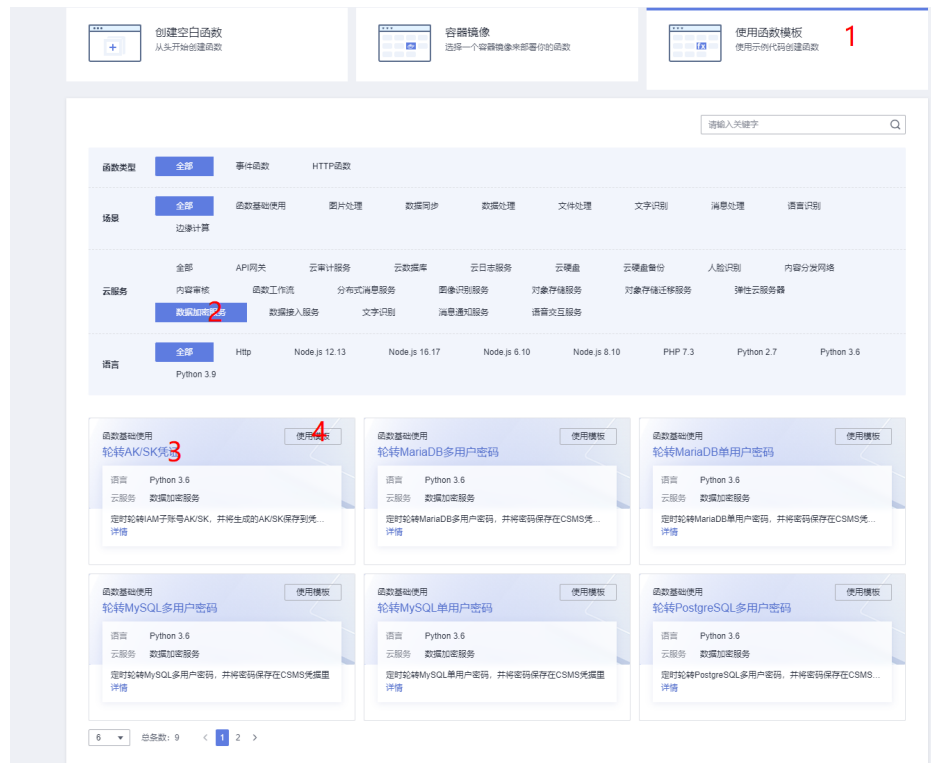 创建空白函数
从头开始创建函数
容器镜像
选择一个容器镜像来部署你的函数
使用函数模板
使用示例代码创建函数
1
请输入关键字
函数类型 全部 事件函数 HTTP函数
场景 全部 函数基础使用 图片处理 数据同步 数据处理 文件处理 文字识别 消息处理 语音识别
边缘计算
全部 API网关 云审计服务 云数据库 云日志服务 云硬盘 云硬盘备份 人脸识别 内容分发网络
云服务 内容审核 函数工作流 分布式消息服务 图像识别服务 对象存储服务 对象存储迁移服务 弹性云服务器
数据加密服务 2 数据接入服务 文字识别 消息通知服务 语音交互服务
语言 全部 Http Node.js 12.13 Node.js 16.17 Node.js 6.10 Node.js 8.10 PHP 7.3 Python 2.7 Python 3.6
Python 3.9
函数基础使用 使用模板 4
轮转AK/SK凭证 3
语言 Python 3.6
云服务 数据加密服务
定时轮转IAM子账号AK/SK，并将生成的AK/SK保存到凭...
详情
函数基础使用 使用模板
轮转MariaDB多用户密码
语言 Python 3.6
云服务 数据加密服务
定时轮转MariaDB多用户密码，并将密码保存在CSMS凭...
详情
函数基础使用 使用模板
轮转MariaDB单用户密码
语言 Python 3.6
云服务 数据加密服务
定时轮转MariaDB单用户密码，并将密码保存在CSMS凭...
详情
函数基础使用 使用模板
轮转MySQL多用户密码
语言 Python 3.6
云服务 数据加密服务
定时轮转MySQL多用户密码，并将密码保存在CSMS凭据里
详情
函数基础使用 使用模板
轮转MySQL单用户密码
语言 Python 3.6
云服务 数据加密服务
定时轮转MySQL单用户密码，并将密码保存在CSMS凭据里
详情
函数基础使用 使用模板
轮转PostgreSQL多用户密码
语言 Python 3.6
云服务 数据加密服务
定时轮转PostgreSQL多用户密码，并将密码保存在CSMS...
详情
6 总条数：9 1 2